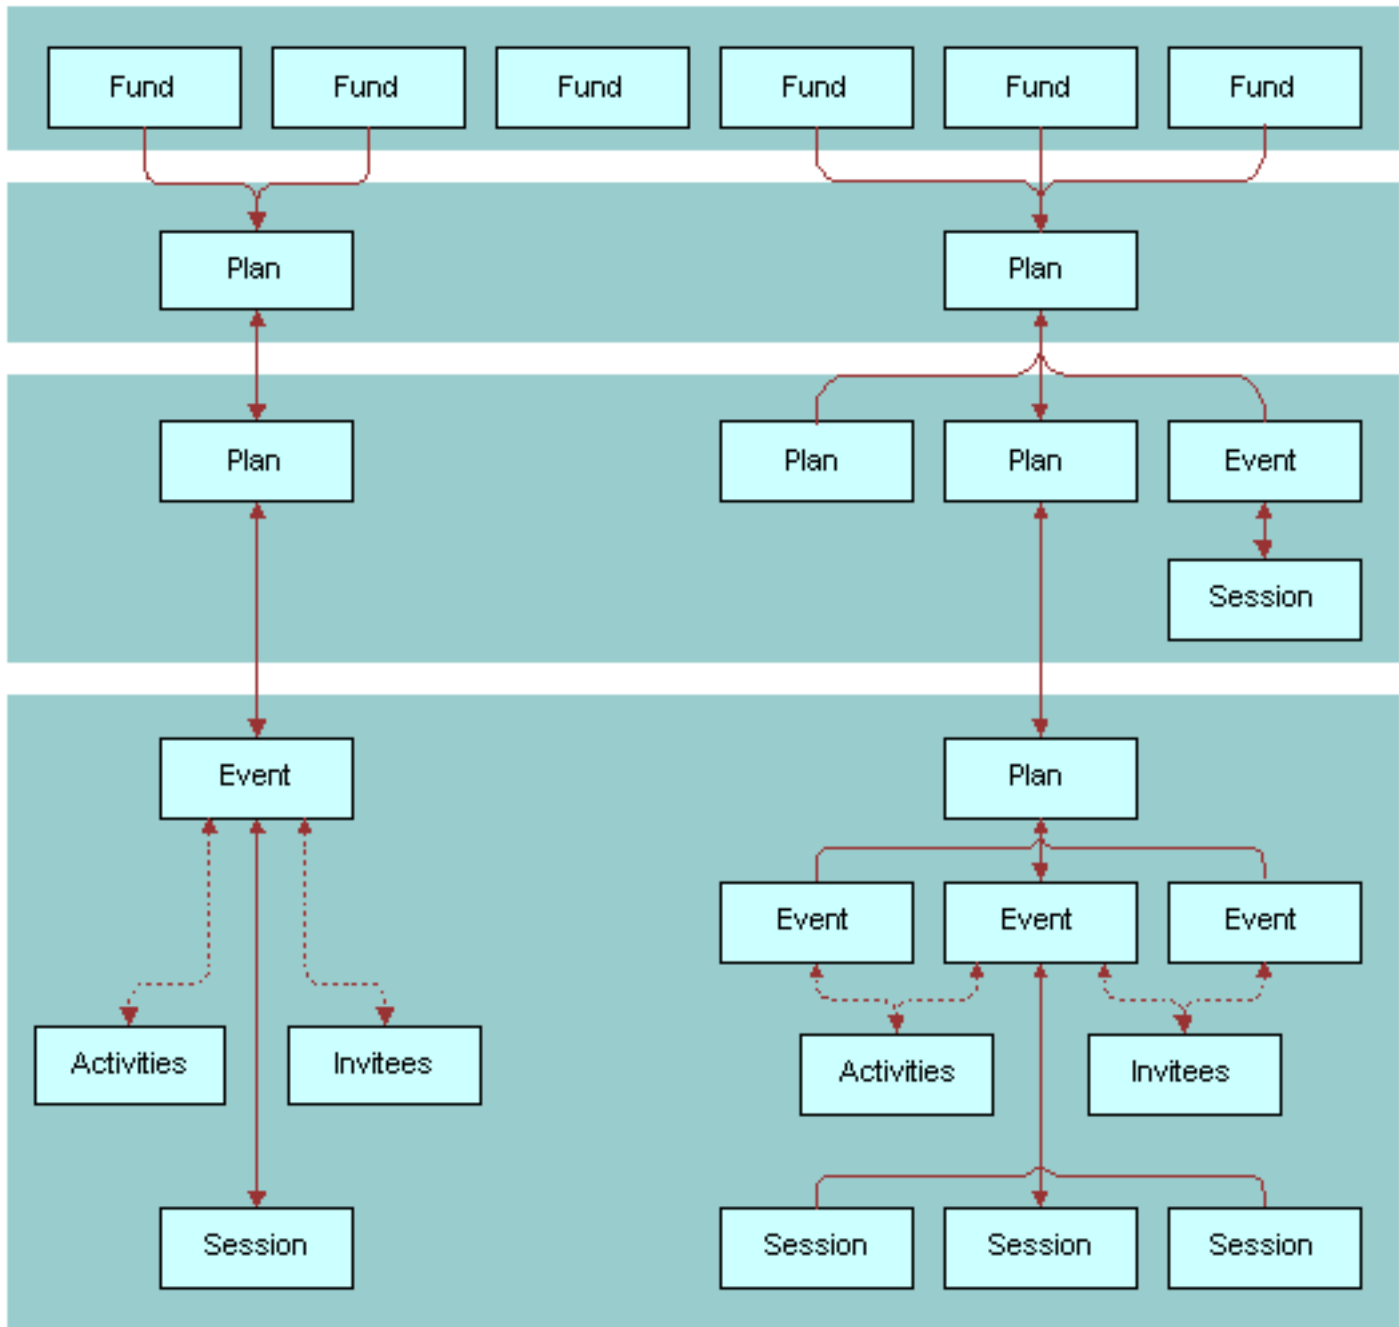 Fund Fund Fund Fund Fund Fund
Plan Plan
Plan Plan Plan Event
Session
Event Plan
Event Event Event
Activities Invitees Activities Invitees
Session Session Session Session